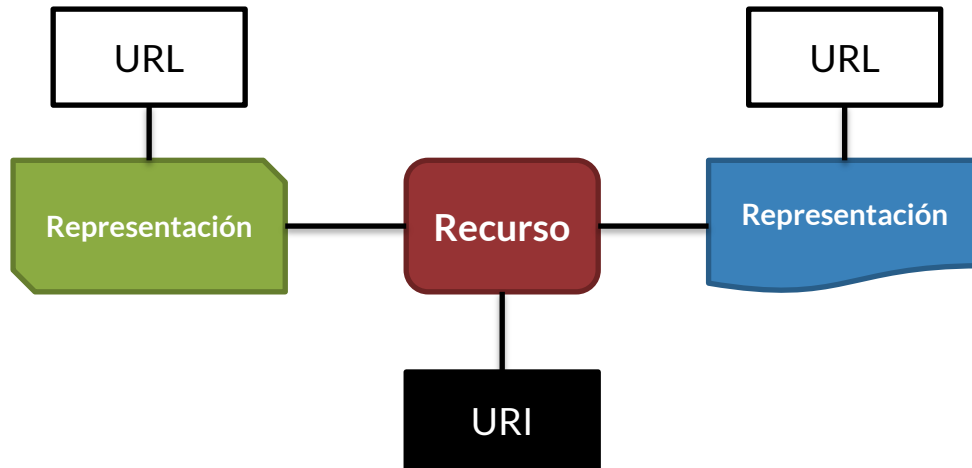 URL
URL
Representación
Recurso
Representación
URI